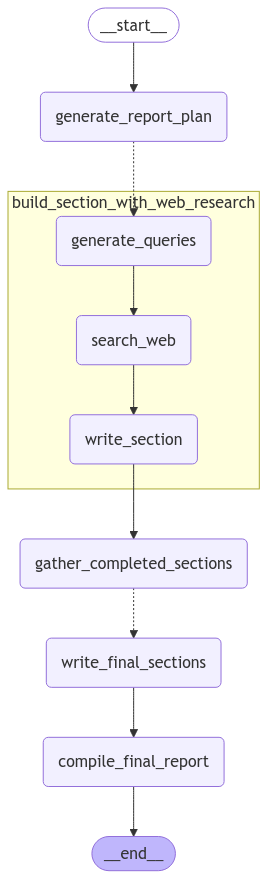 __start__
generate_report_plan
build_section_with_web_research
generate_queries
search_web
write_section
gather_completed_sections
write_final_sections
compile_final_report
__end__